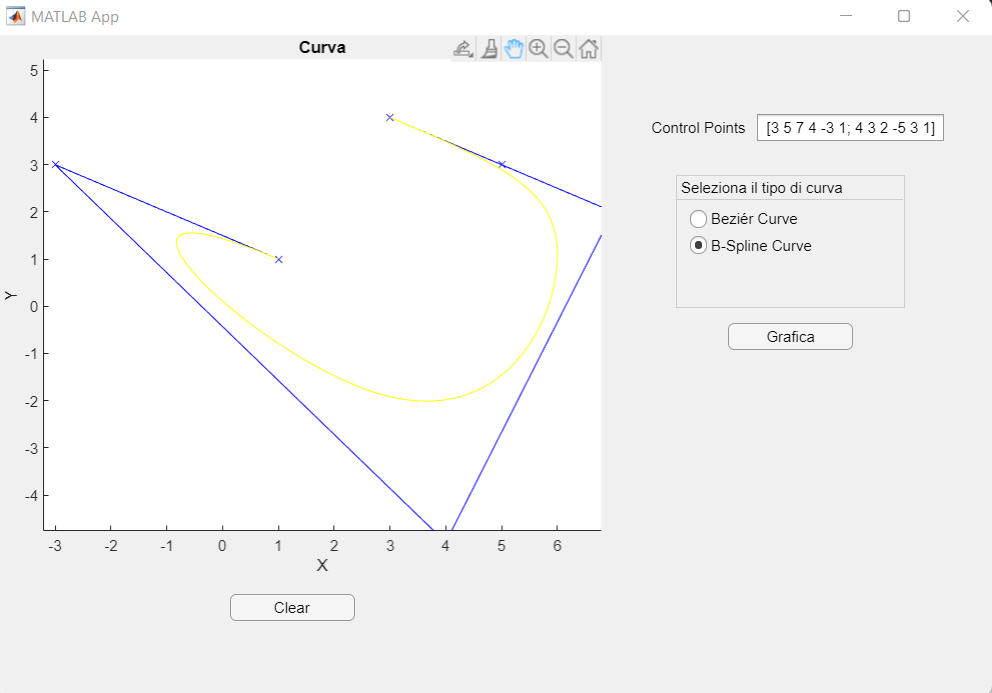 MATLAB App
Curva
5
4
3
2
1
0
-1
-2
-3
-4
Y
-3 -2 -1 0 1 2 3 4 5 6
X
Clear
Control Points [3 5 7 4 -3 1; 4 3 2 -5 3 1]
Seleziona il tipo di curva
Beziér Curve
B-Spline Curve
Grafica